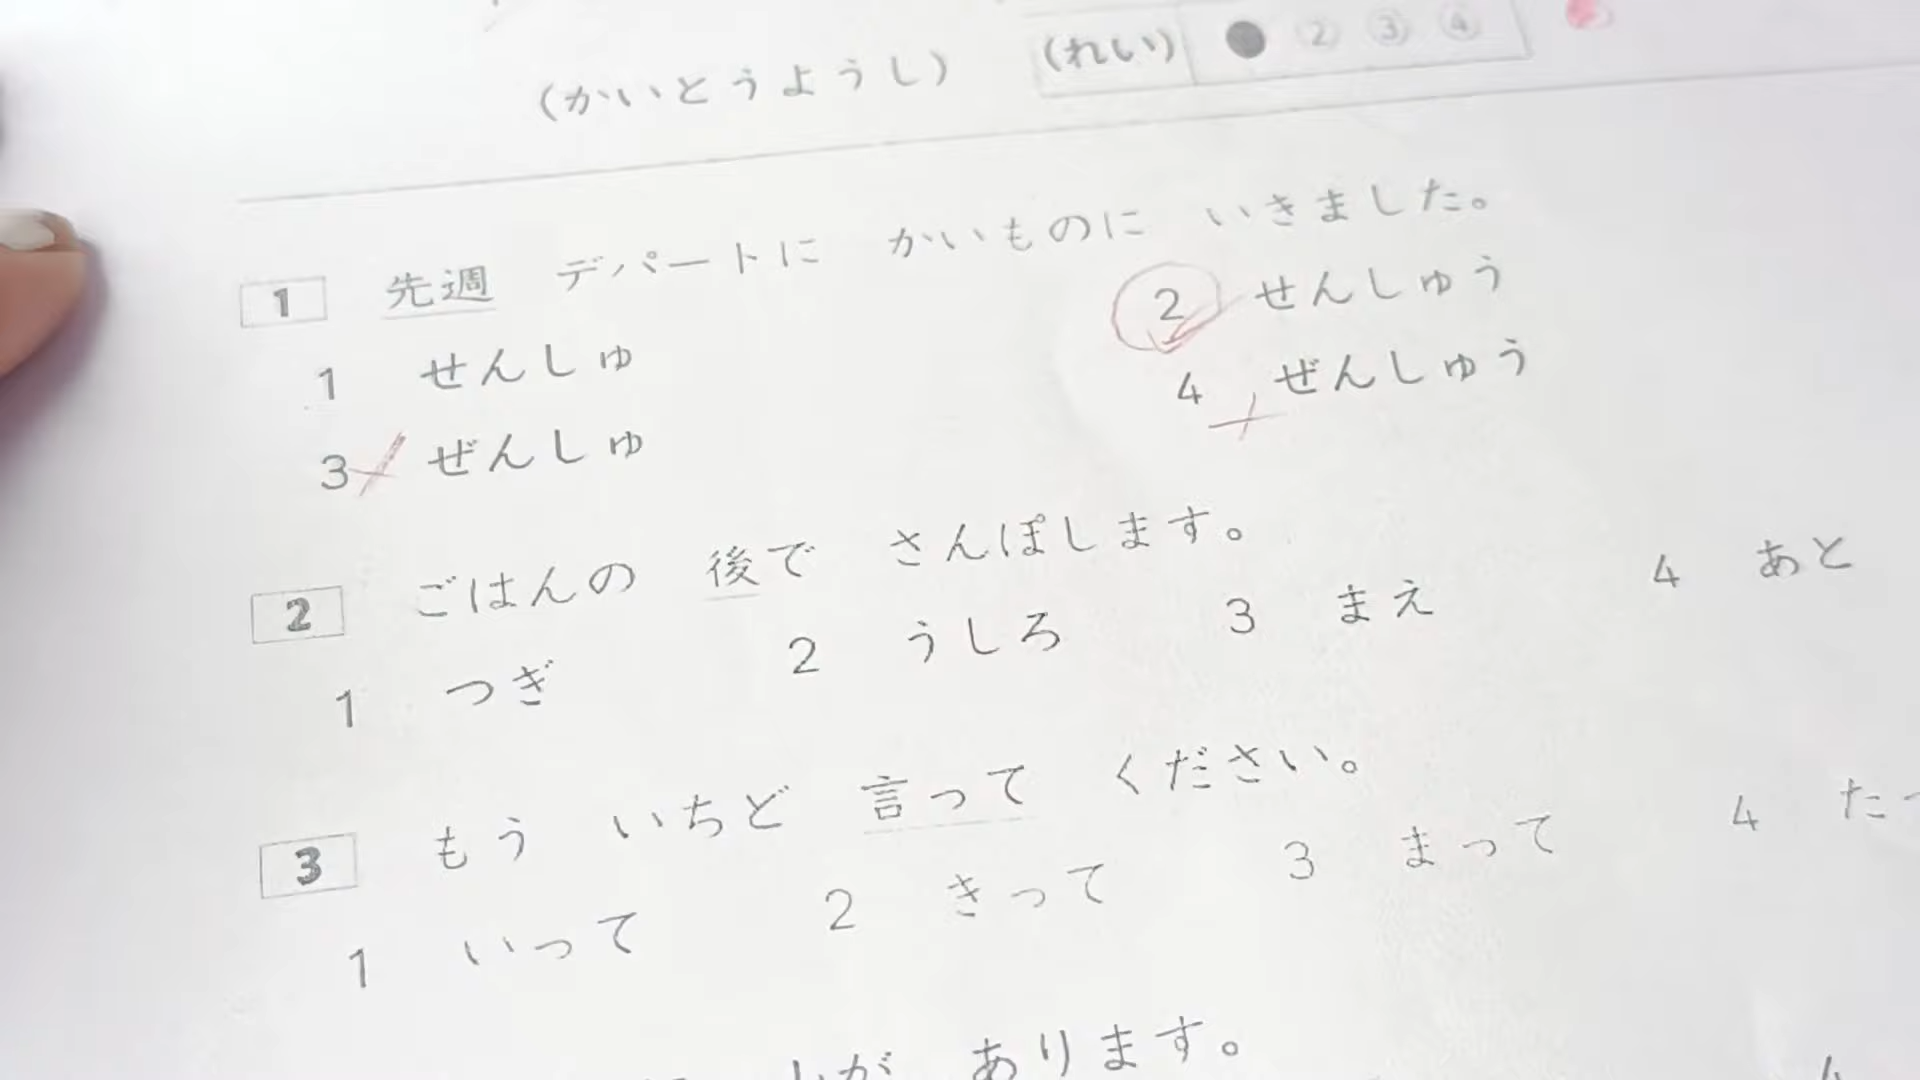 (かいとうようし) (れい) ● ② ③ ④
1 先週 デパートに かいものに いきました。
1 せんしゅ 2 せんしゅう
3 ぜんしゅ 4 ぜんしゅう
2 ごはんの 後で さんぽします。
1 つぎ 2 うしろ 3 まえ 4 あと
3 もう いちど 言って ください。
1 いって 2 きって 3 まって 4 たっ
が あります。